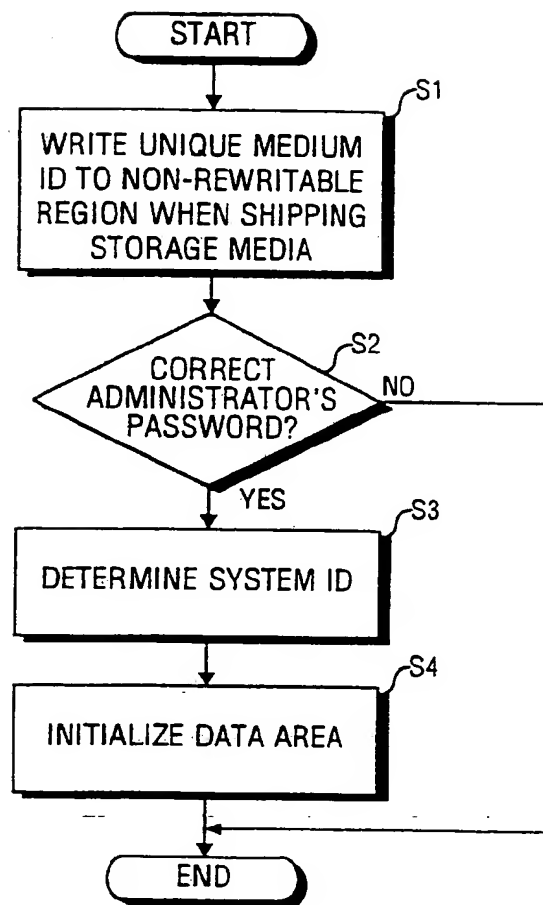 START
S1
WRITE UNIQUE MEDIUM
ID TO NON-REWRITABLE
REGION WHEN SHIPPING
STORAGE MEDIA
S2
CORRECT
ADMINISTRATOR'S
PASSWORD?
NO
YES
S3
DETERMINE SYSTEM ID
S4
INITIALIZE DATA AREA
END